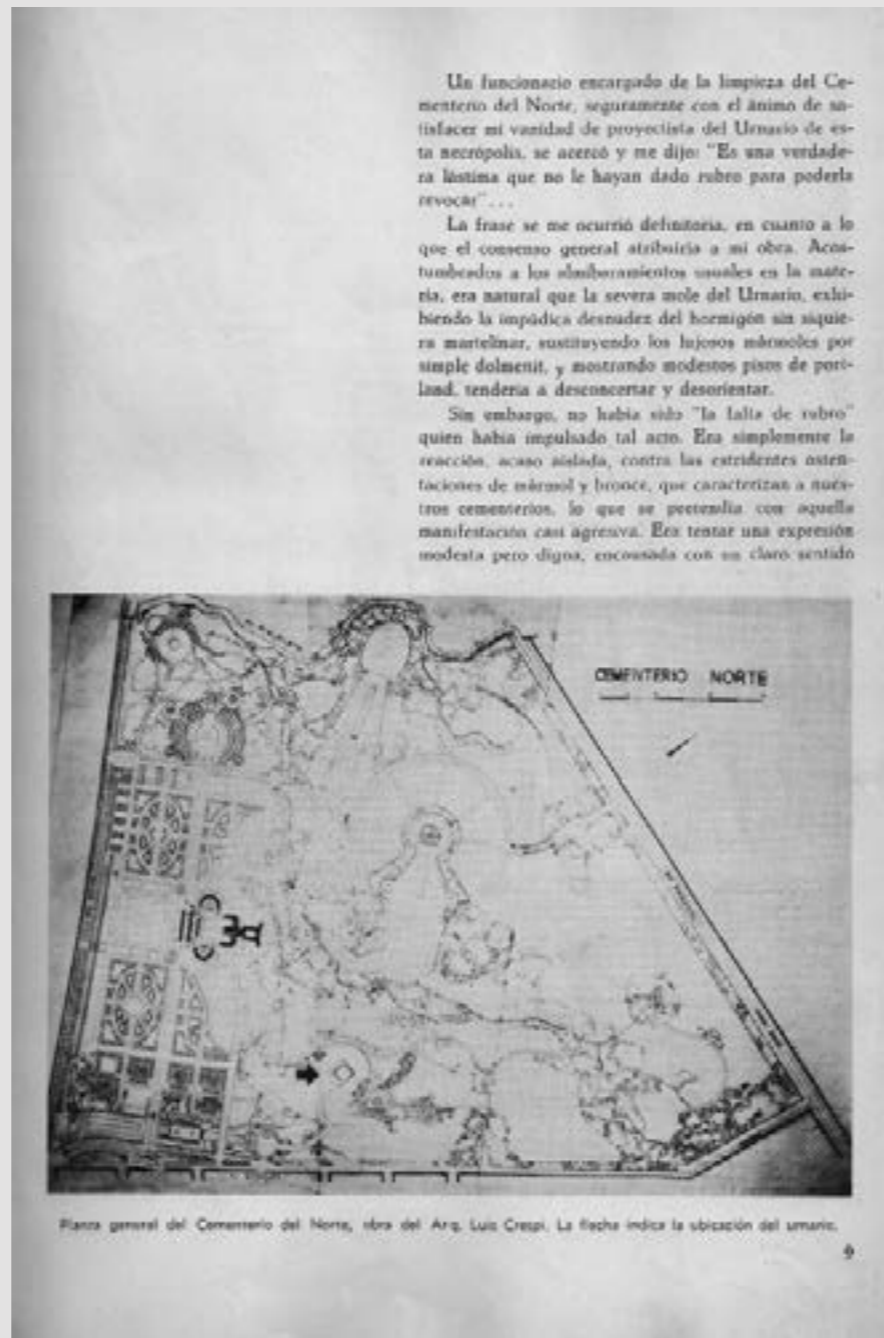 Un funcionario encargado de la limpieza del Ce-
menterio del Norte, seguramente con el ánimo de sa-
tisfacer mi vanidad de proyectista del Urnario de es-
ta necrópolis, se acercó y me dijo: "Es una verdade-
ra lástima que no le hayan dado rubro para poderla
revocar"...
La frase se me ocurrió definitoria, en cuanto a lo
que el consenso general atribuiría a mi obra. Acos-
tumbrados a los almibaramientos usuales en la mate-
ria, era natural que la severa mole del Urnario, exhi-
biendo la impúdica desnudez del hormigón sin siquie-
ra martelinar, sustituyendo los lujosos mármoles por
simple dolmenit, y mostrando modestos pisos de port-
land, tendería a desconcertar y desorientar.
Sin embargo, no había sido "la falta de rubro"
quien había impulsado tal acto. Era simplemente la
reacción, acaso aislada, contra las estridentes osten-
taciones de mármol y bronce, que caracterizan a nues-
tros cementerios, lo que se pretendía con aquella
manifestación casi agresiva. Era tentar una expresión
modesta pero digna, encausada con un claro sentido
CEMENTERIO NORTE
Planta general del Cementerio del Norte, obra del Arq. Luis Crespi. La flecha indica la ubicación del urnario.
9